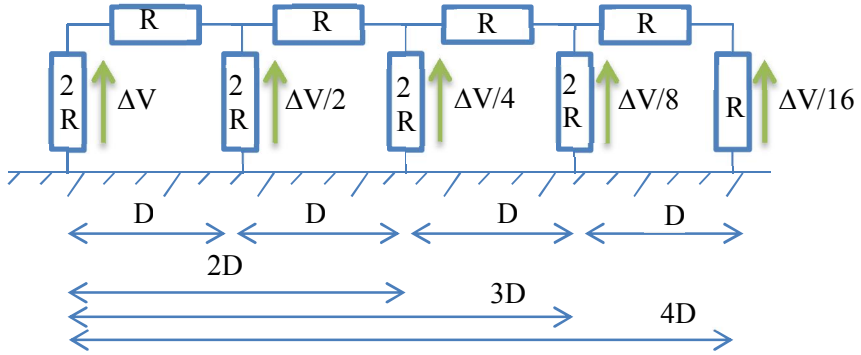 R R R R
2 R ΔV 2 R ΔV/2 2 R ΔV/4 2 R ΔV/8 R ΔV/16
D D D D
2D
3D
4D